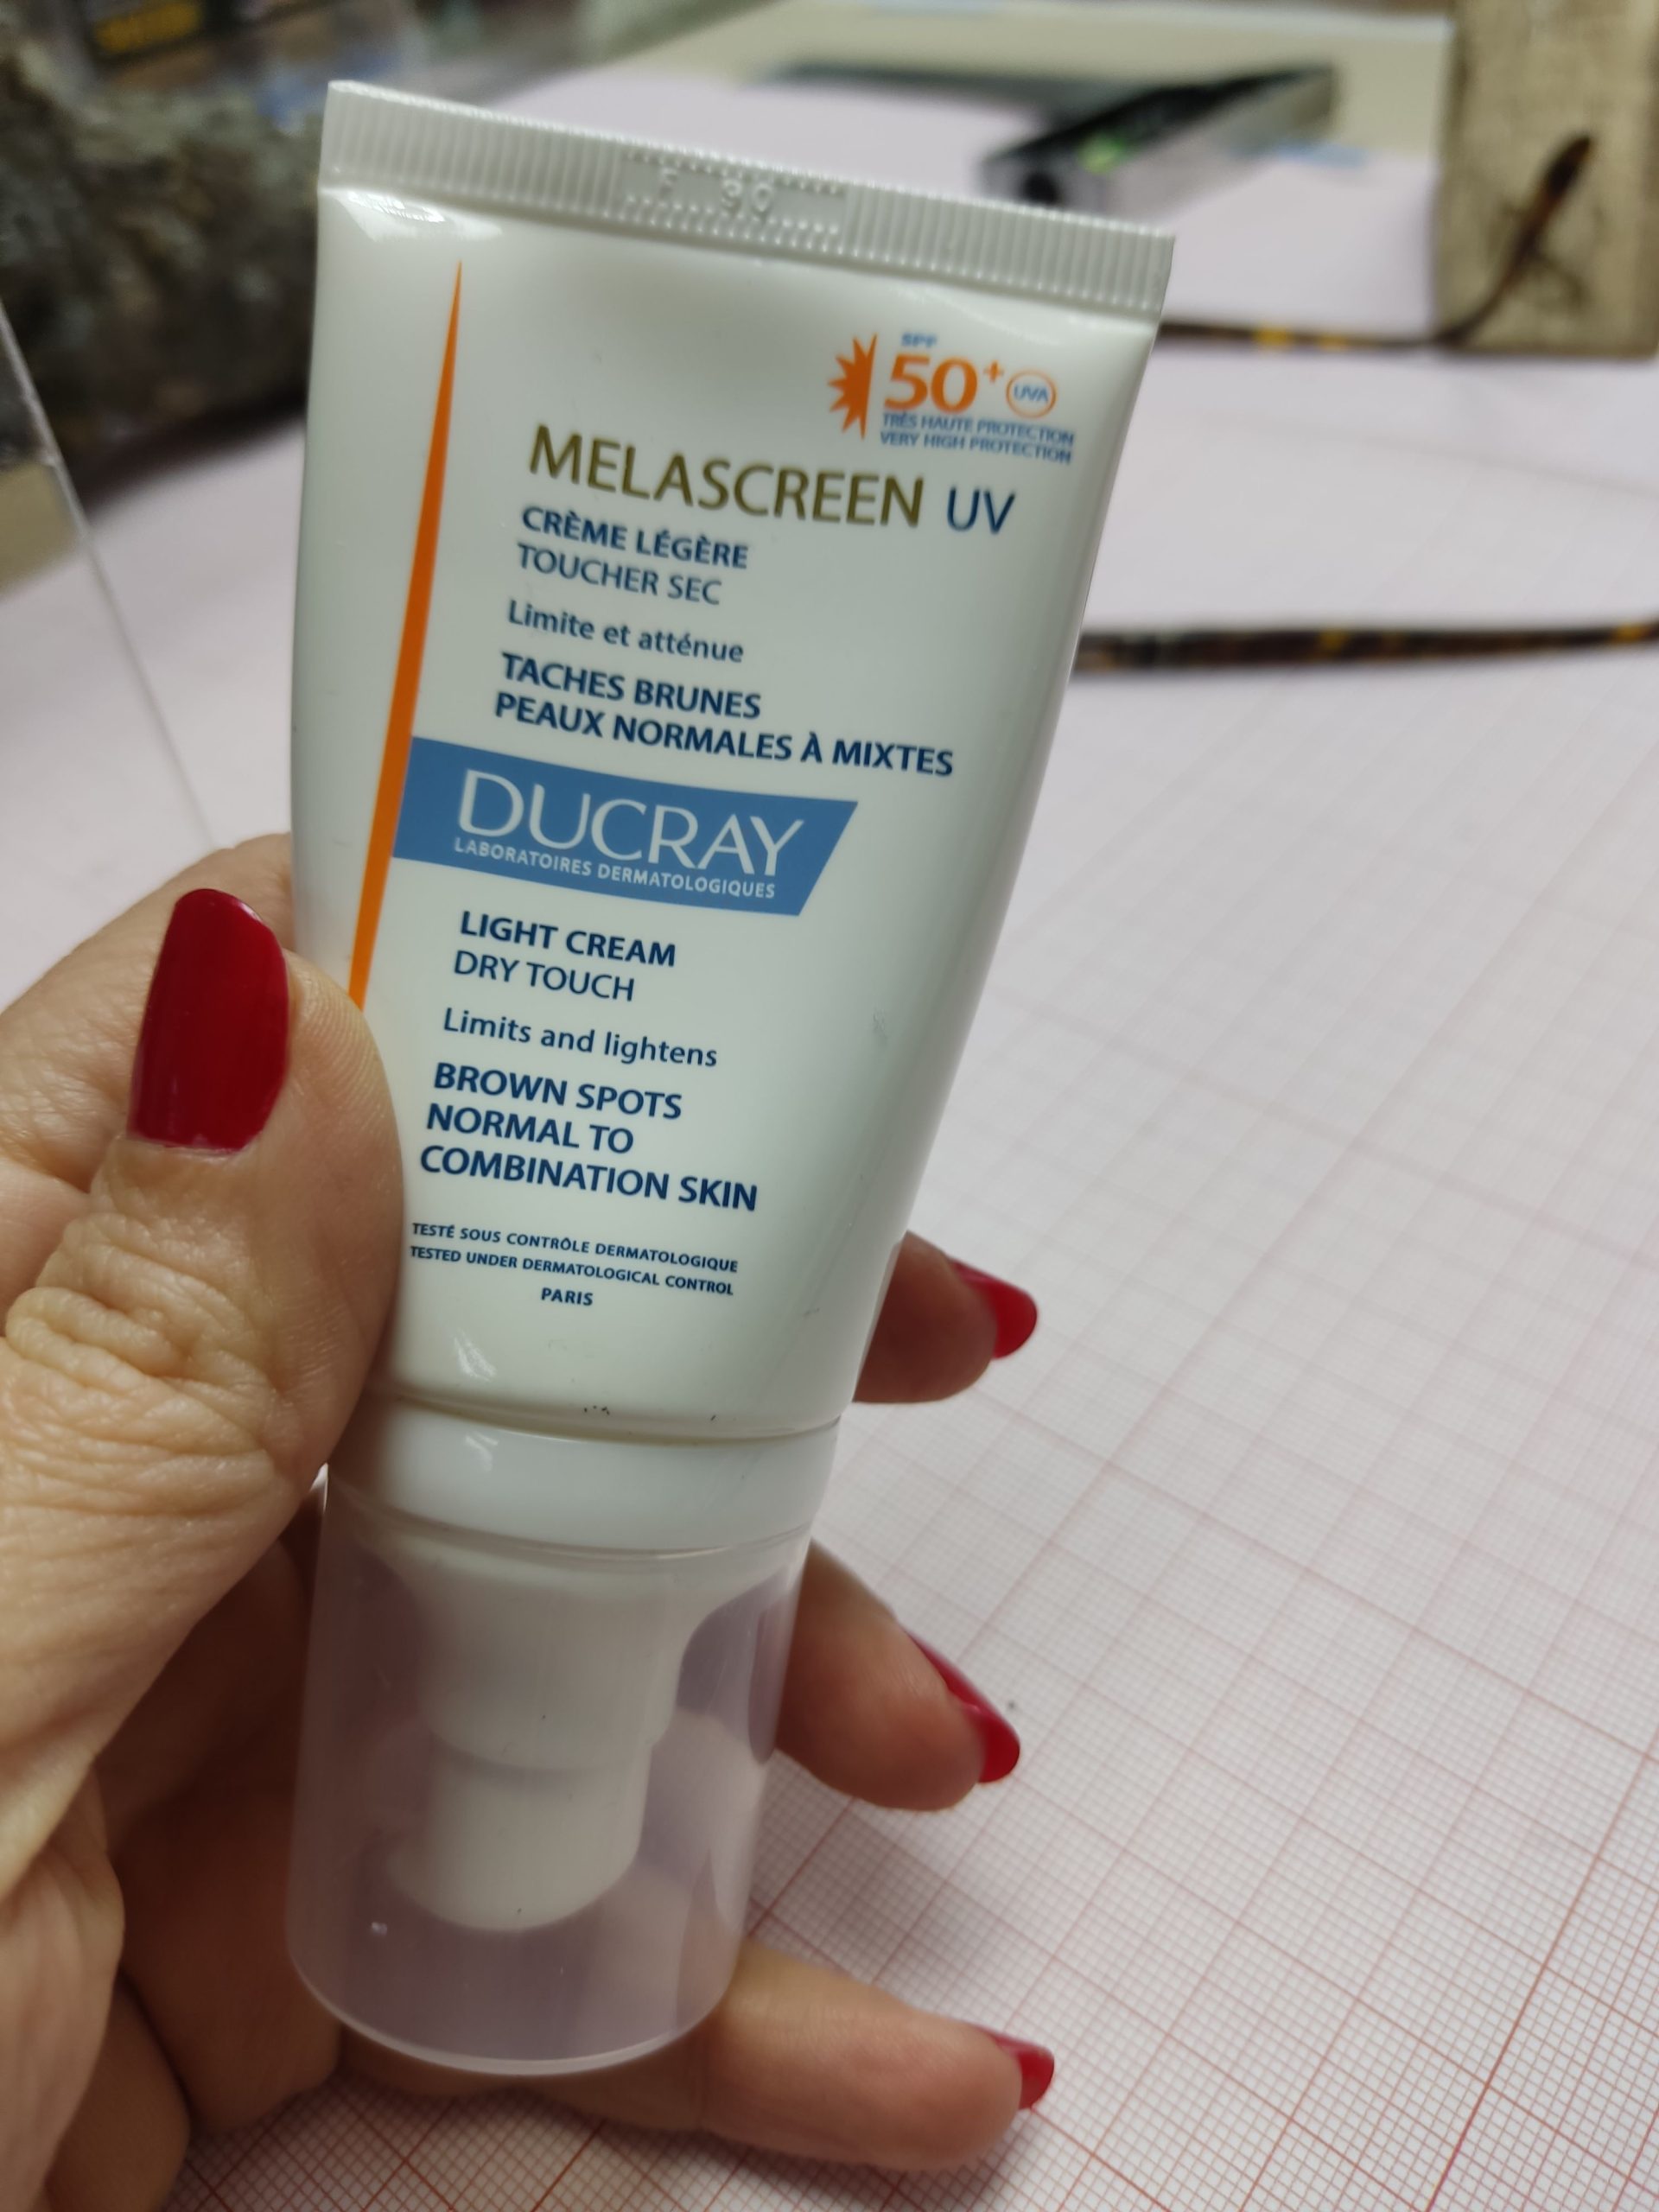 SPF
50+ UVA
TRÈS HAUTE PROTECTION
VERY HIGH PROTECTION
MELASCREEN UV
CRÈME LÉGÈRE
TOUCHER SEC
Limite et atténue
TACHES BRUNES
PEAUX NORMALES À MIXTES
DUCRAY
LABORATOIRES DERMATOLOGIQUES
LIGHT CREAM
DRY TOUCH
Limits and lightens
BROWN SPOTS
NORMAL TO
COMBINATION SKIN
TESTÉ SOUS CONTRÔLE DERMATOLOGIQUE
TESTED UNDER DERMATOLOGICAL CONTROL
PARIS